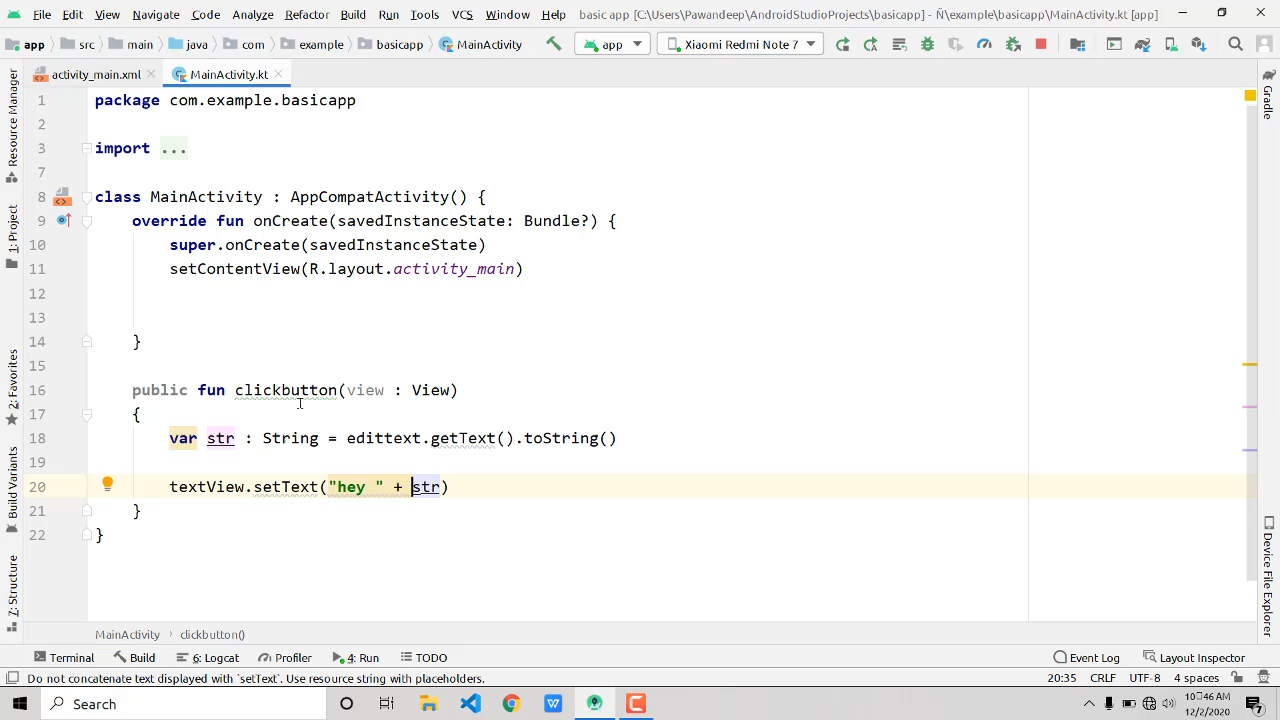 File Edit View Navigate Code Analyze Refactor Build Run Tools VCS Window Help basic app [C:\Users\Pawandeep\AndroidStudioProjects\basicapp] - Ñ\example\basicapp\MainActivity.kt [app]
app src main java com example basicapp MainActivity app Xiaomi Redmi Note 7
activity_main.xml MainActivity.kt
1 package com.example.basicapp
2
3 import ...
7
8 class MainActivity : AppCompatActivity() {
9 override fun onCreate(savedInstanceState: Bundle?) {
10 super.onCreate(savedInstanceState)
11 setContentView(R.layout.activity_main)
12
13
14 }
15
16 public fun clickbutton(view : View)
17 {
18 var str : String = edittext.getText().toString()
19
20 textView.setText("hey " + str)
21 }
22 }
Resource Manager
1: Project
2: Favorites
Build Variants
7: Structure
Gradle
Device File Explorer
MainActivity clickbutton()
Terminal Build 6: Logcat Profiler 4: Run TODO Event Log Layout Inspector
Do not concatenate text displayed with `setText`. Use resource string with placeholders. 20:35 CRLF UTF-8 4 spaces
Search
12/2/2020
7